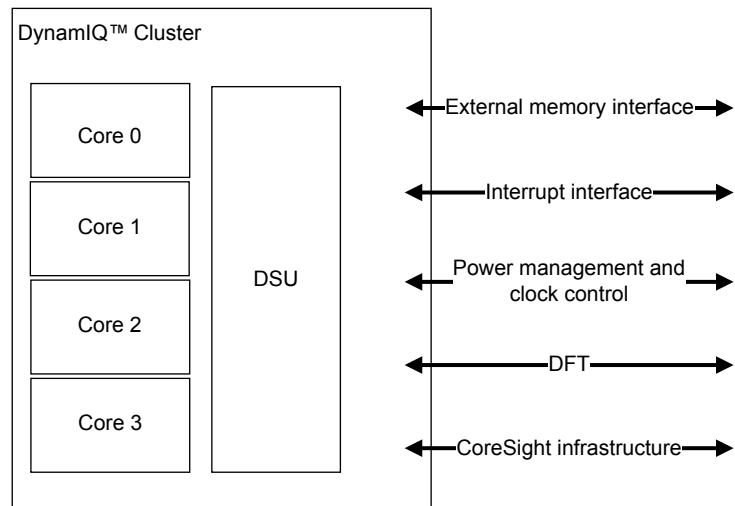 DynamIQ™ Cluster
Core 0
Core 1
Core 2
Core 3
DSU
External memory interface
Interrupt interface
Power management and
clock control
DFT
CoreSight infrastructure